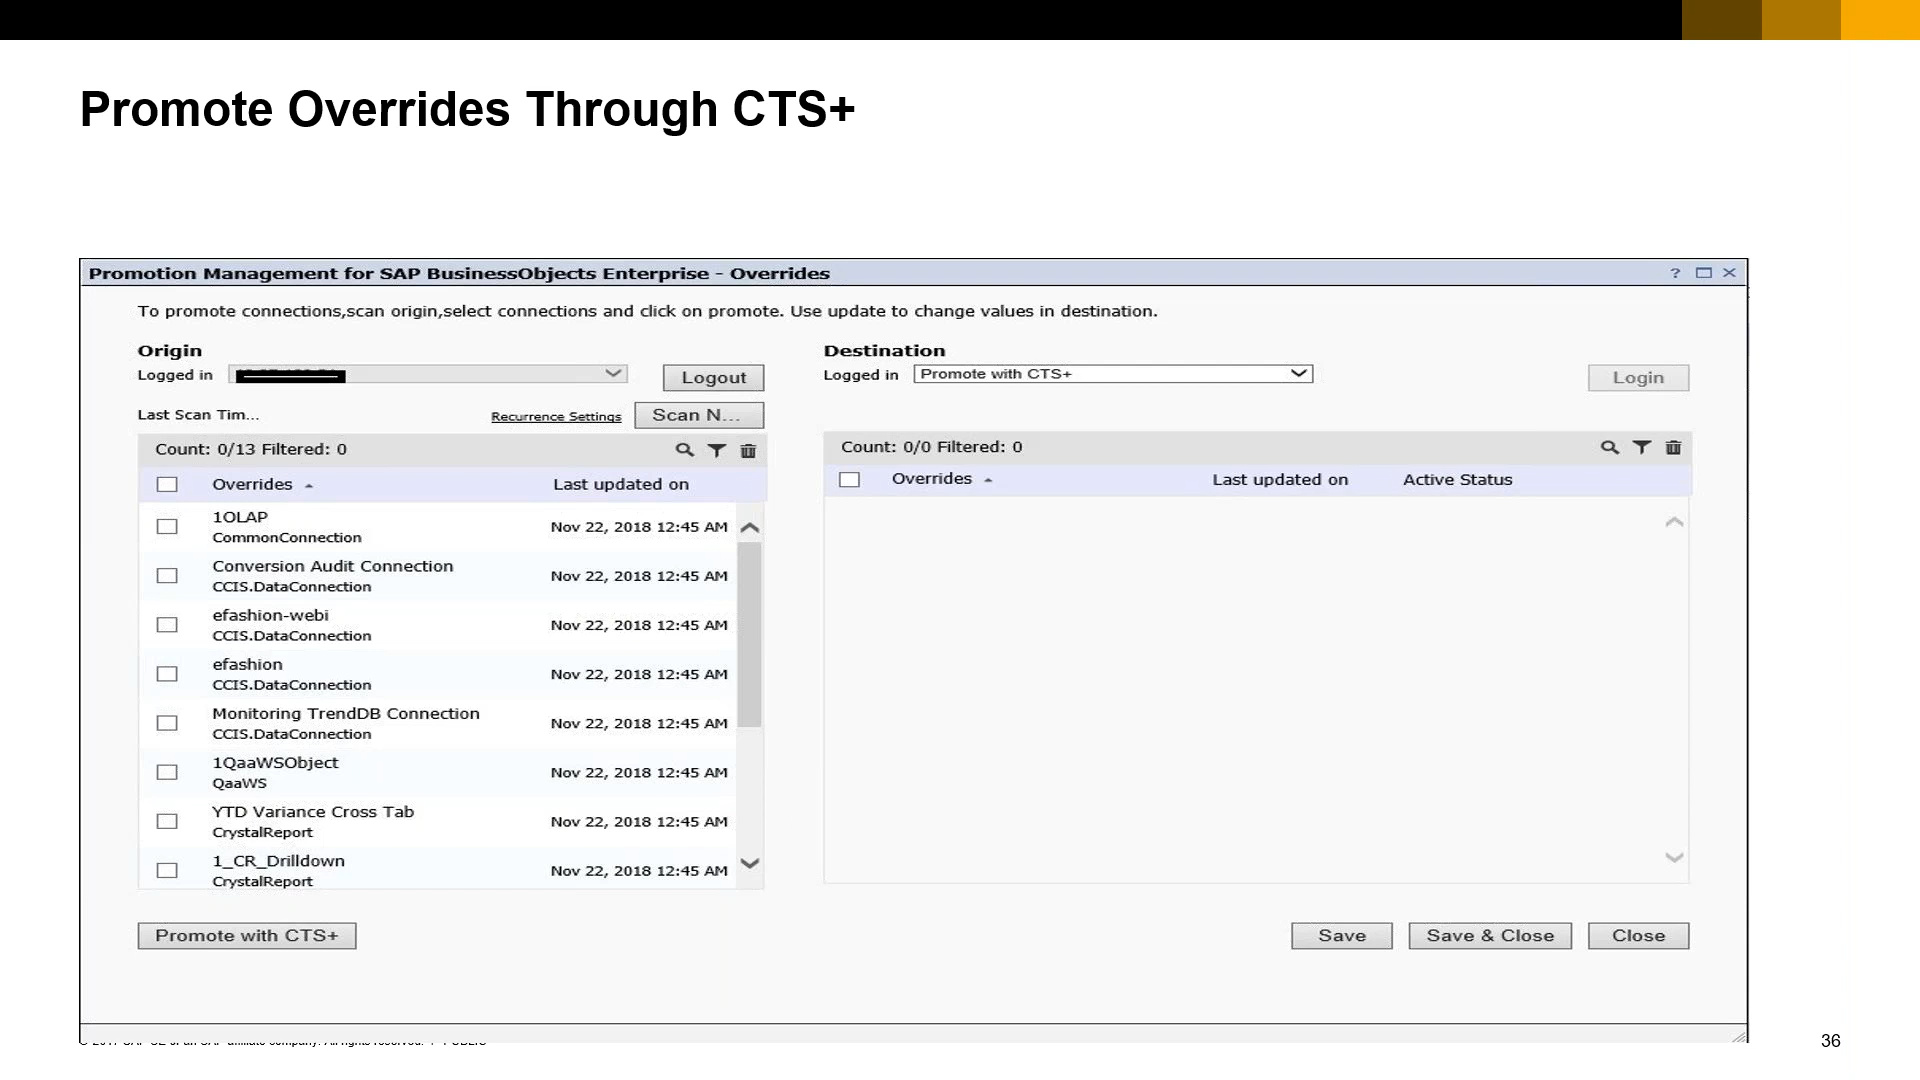 Promote Overrides Through CTS+
Promotion Management for SAP BusinessObjects Enterprise - Overrides
?
To promote connections,scan origin,select connections and click on promote. Use update to change values in destination.
Origin
Logged in
Logout
Last Scan Tim...
Recurrence Settings
Scan N...
Count: 0/13 Filtered: 0
Overrides
Last updated on
1OLAP
CommonConnection
Nov 22, 2018 12:45 AM
Conversion Audit Connection
CCIS.DataConnection
Nov 22, 2018 12:45 AM
efashion-webi
CCIS.DataConnection
Nov 22, 2018 12:45 AM
efashion
CCIS.DataConnection
Nov 22, 2018 12:45 AM
Monitoring TrendDB Connection
CCIS.DataConnection
Nov 22, 2018 12:45 AM
1QaaWSObject
QaaWS
Nov 22, 2018 12:45 AM
YTD Variance Cross Tab
CrystalReport
Nov 22, 2018 12:45 AM
1_CR_Drilldown
CrystalReport
Nov 22, 2018 12:45 AM
Destination
Logged in
Promote with CTS+
Login
Count: 0/0 Filtered: 0
Overrides
Last updated on
Active Status
Promote with CTS+
Save
Save & Close
Close
36